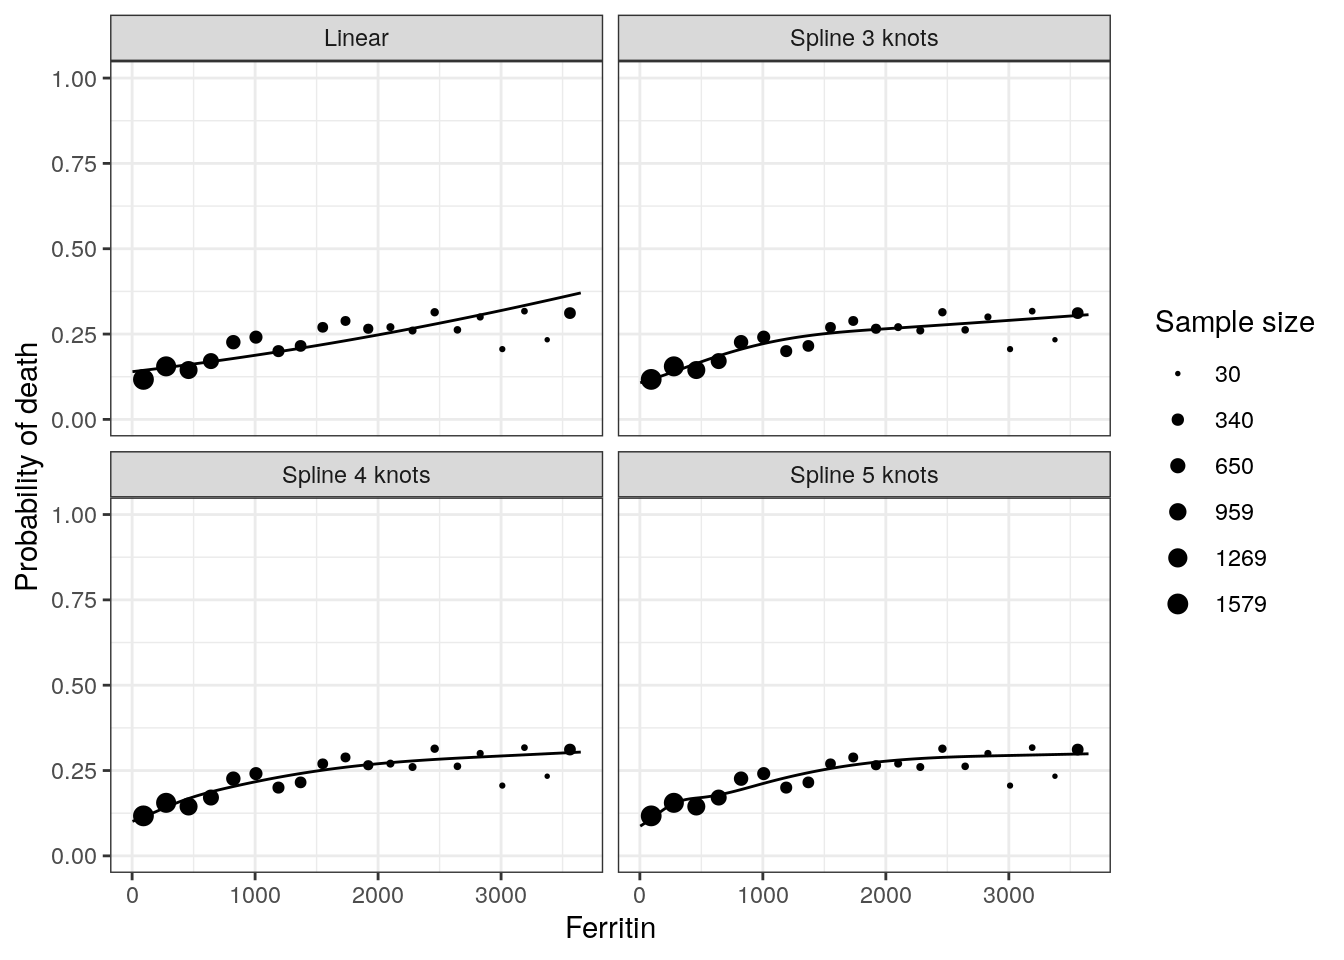 Linear
Spline 3 knots
1.00
0.75
0.50
0.25
0.00
Spline 4 knots
Spline 5 knots
1.00
0.75
0.50
0.25
0.00
0 1000 2000 3000
0 1000 2000 3000
Ferritin
Probability of death
Sample size
30
340
650
959
1269
1579